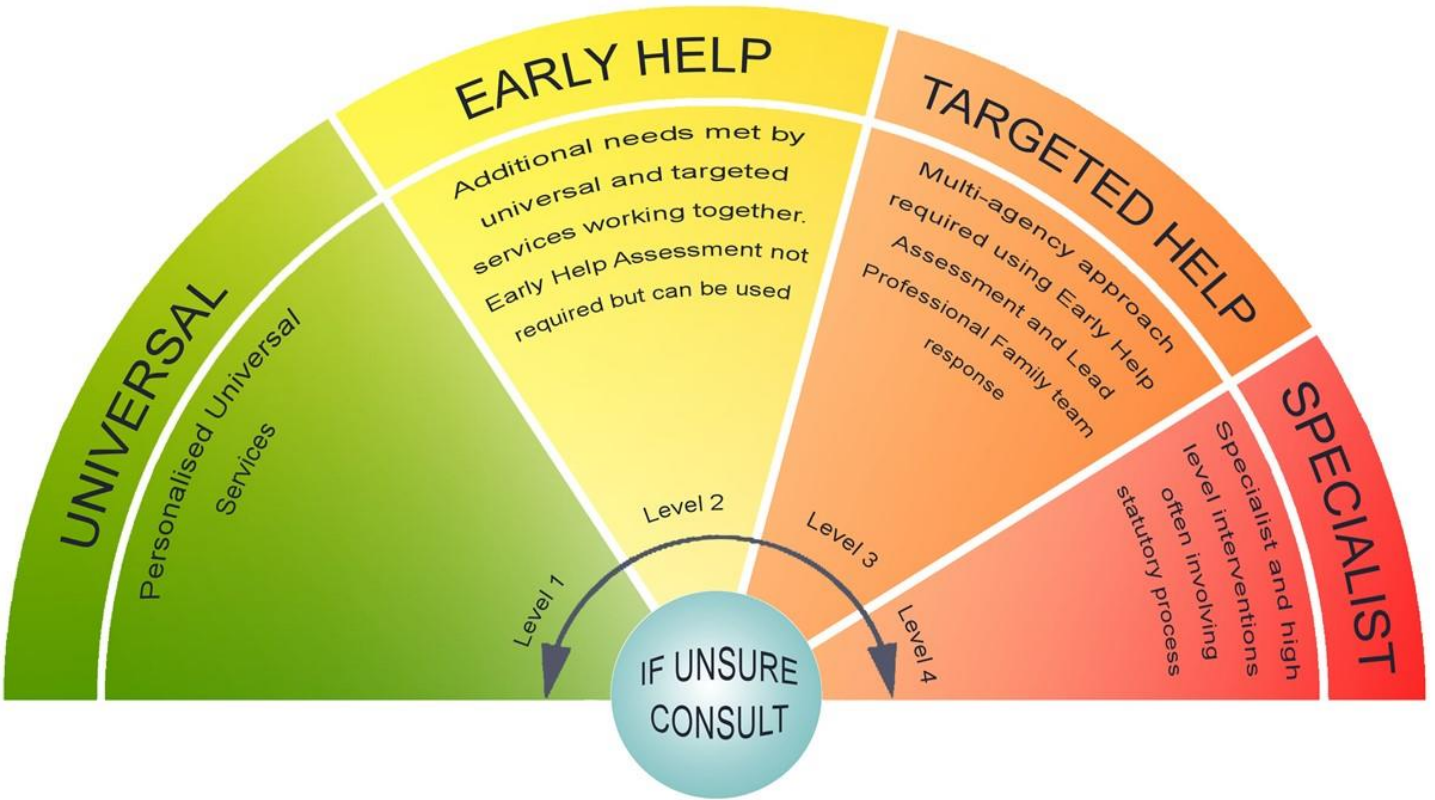 UNIVERSAL
Personalised Universal
Services
Level 1
EARLY HELP
Additional needs met by
universal and targeted
services working together.
Early Help Assessment not
required but can be used
Level 2
TARGETED HELP
Multi-agency approach
required using Early Help
Assessment and Lead
Professional Family team
response
Level 3
SPECIALIST
Specialist and high
level interventions
often involving
statutory process
Level 4
IF UNSURE
CONSULT